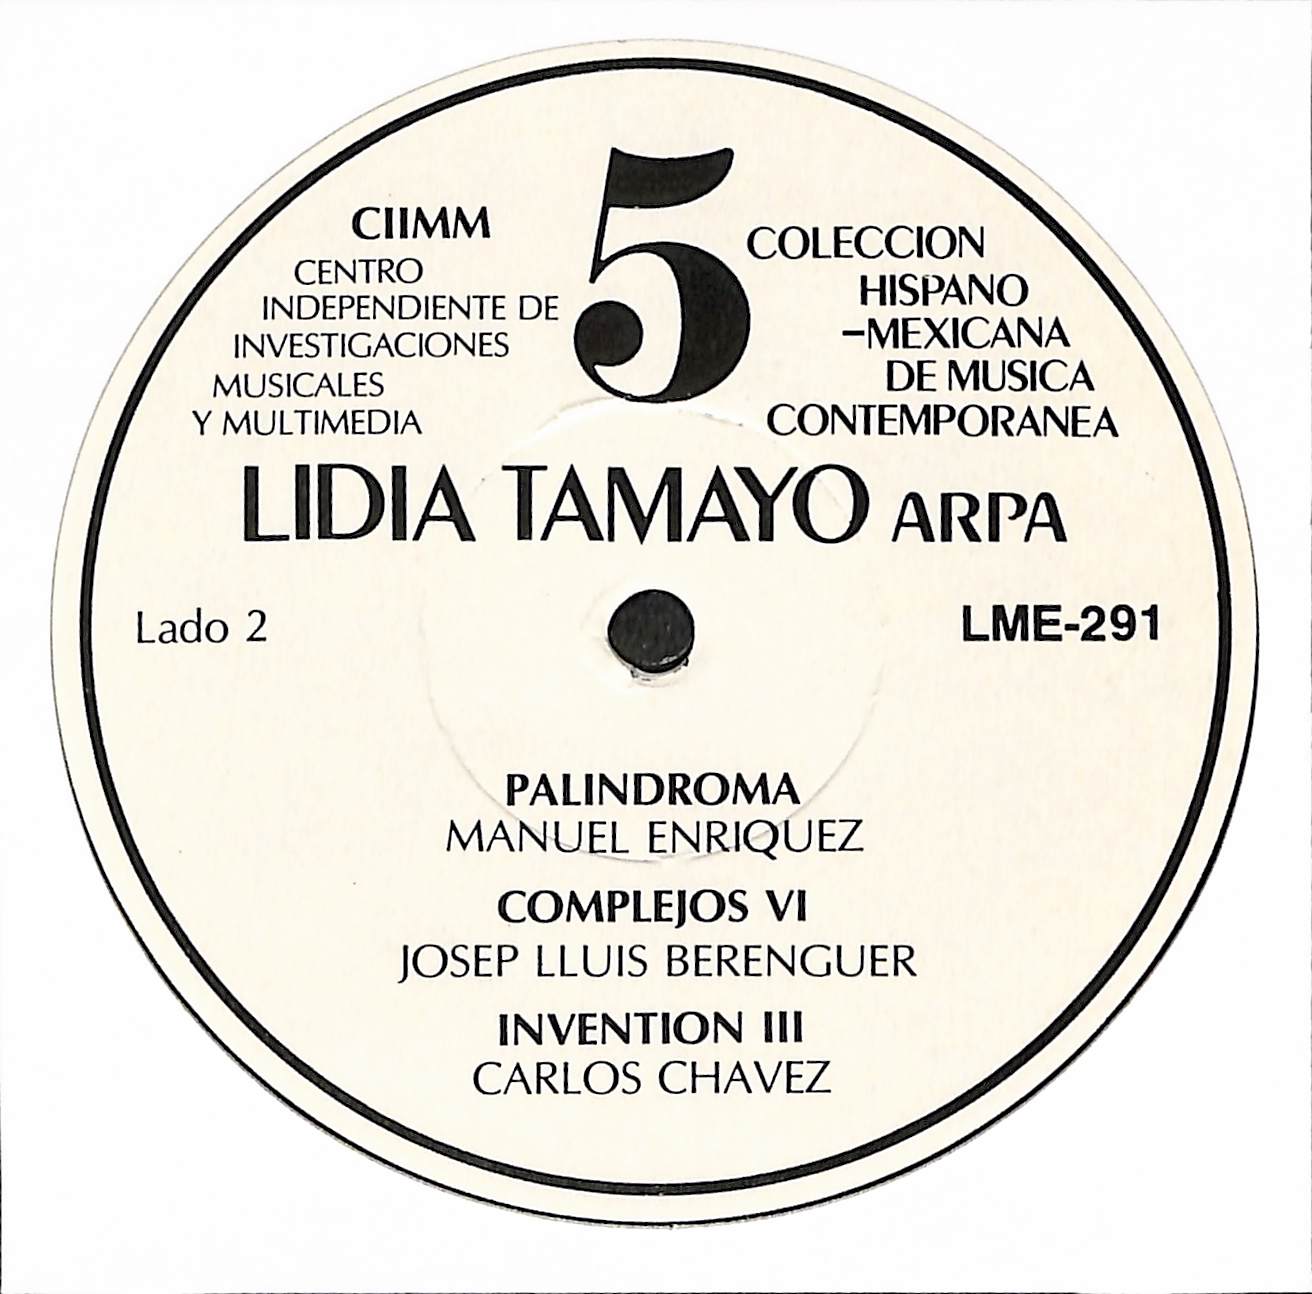 5
CIIMM
CENTRO
INDEPENDIENTE DE
INVESTIGACIONES
MUSICALES
Y MULTIMEDIA
COLECCION
HISPANO
-MEXICANA
DE MUSICA
CONTEMPORANEA
LIDIA TAMAYO ARPA
Lado 2
LME-291
PALINDROMA
MANUEL ENRIQUEZ
COMPLEJOS VI
JOSEP LLUIS BERENGUER
INVENTION III
CARLOS CHAVEZ